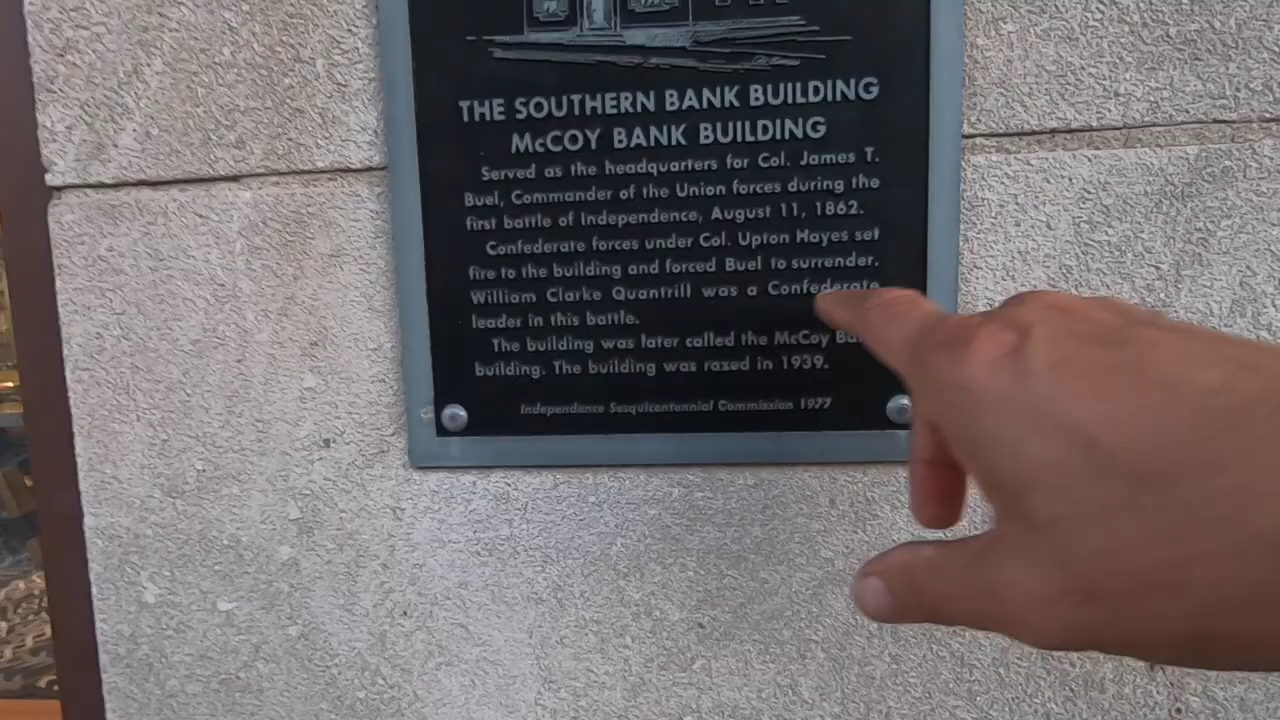 THE SOUTHERN BANK BUILDING
McCOY BANK BUILDING
Served as the headquarters for Col. James T.
Buel, Commander of the Union forces during the
first battle of Independence, August 11, 1862.
Confederate forces under Col. Upton Hayes set
fire to the building and forced Buel to surrender.
William Clarke Quantrill was a Confederate
leader in this battle.
The building was later called the McCoy
building. The building was razed in 1939.
Independence Sesquicentennial Commission 1977